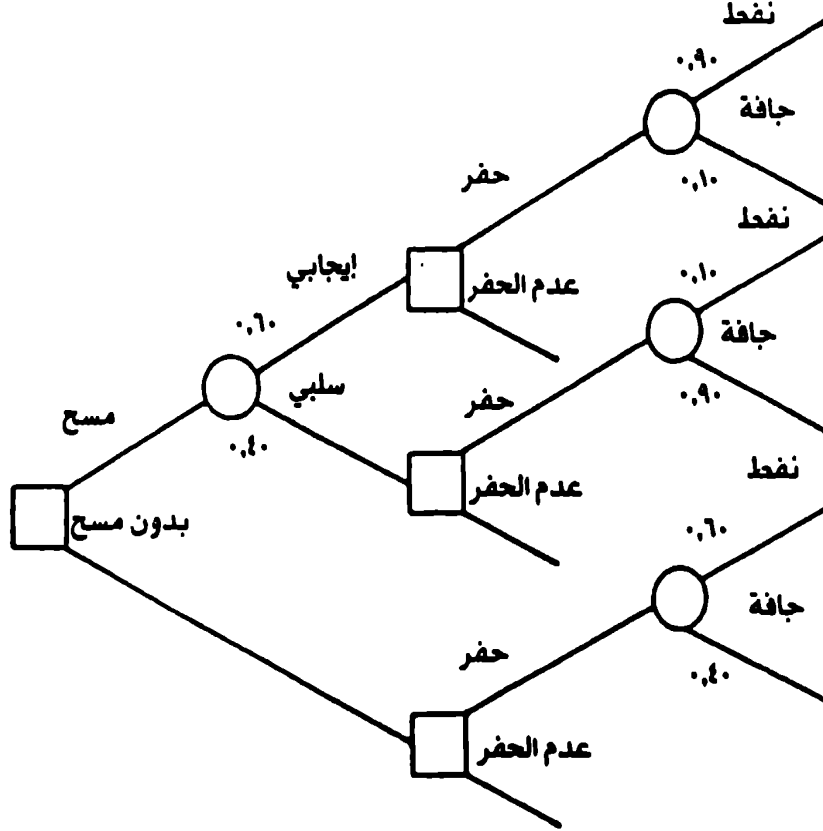 نفط
٠,٩٠
جافة
حفر
٠,١٠
نفط
إيجابي
عدم الحفر
٠,١٠
٠,٦٠
جافة
سلبي
حفر
٠,٩٠
مسح
٠,٤٠
نفط
عدم الحفر
بدون مسح
٠,٦٠
جافة
حفر
٠,٤٠
عدم الحفر